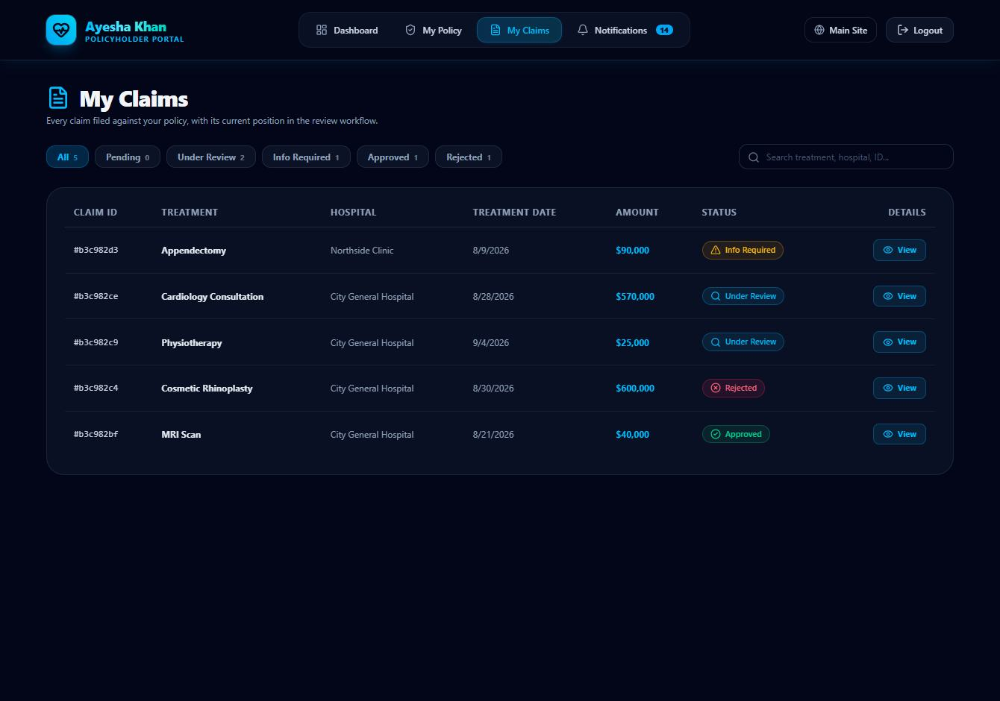 Ayesha Khan
POLICYHOLDER PORTAL
Dashboard
My Policy
My Claims
Notifications 14
Main Site
Logout
My Claims
Every claim filed against your policy, with its current position in the review workflow.
All 5
Pending 0
Under Review 2
Info Required 1
Approved 1
Rejected 1
Search treatment, hospital, ID...
CLAIM ID TREATMENT HOSPITAL TREATMENT DATE AMOUNT STATUS DETAILS
#b3c982d3 Appendectomy Northside Clinic 8/9/2026 $90,000 Info Required View
#b3c982ce Cardiology Consultation City General Hospital 8/28/2026 $570,000 Under Review View
#b3c982c9 Physiotherapy City General Hospital 9/4/2026 $25,000 Under Review View
#b3c982c4 Cosmetic Rhinoplasty City General Hospital 8/30/2026 $600,000 Rejected View
#b3c982bf MRI Scan City General Hospital 8/21/2026 $40,000 Approved View